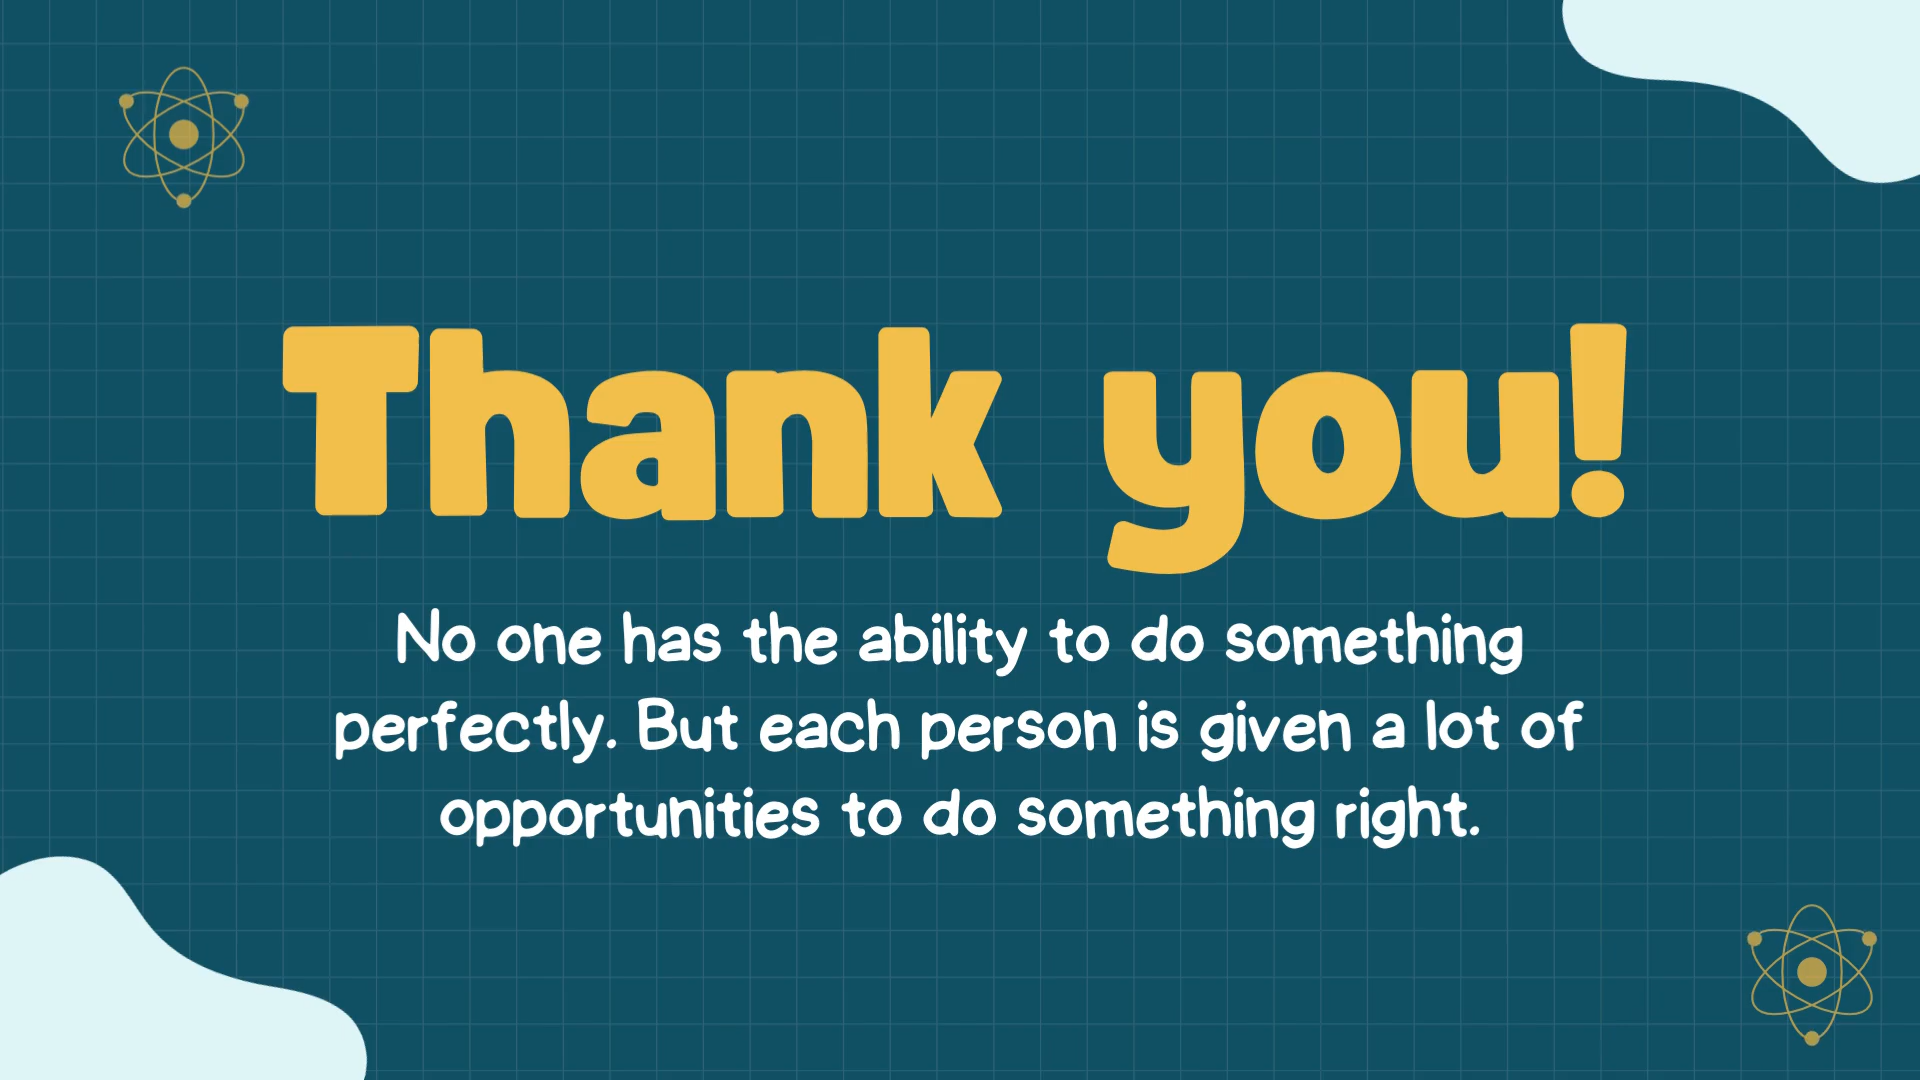 Thank you!
No one has the ability to do something
perfectly. But each person is given a lot of
opportunities to do something right.